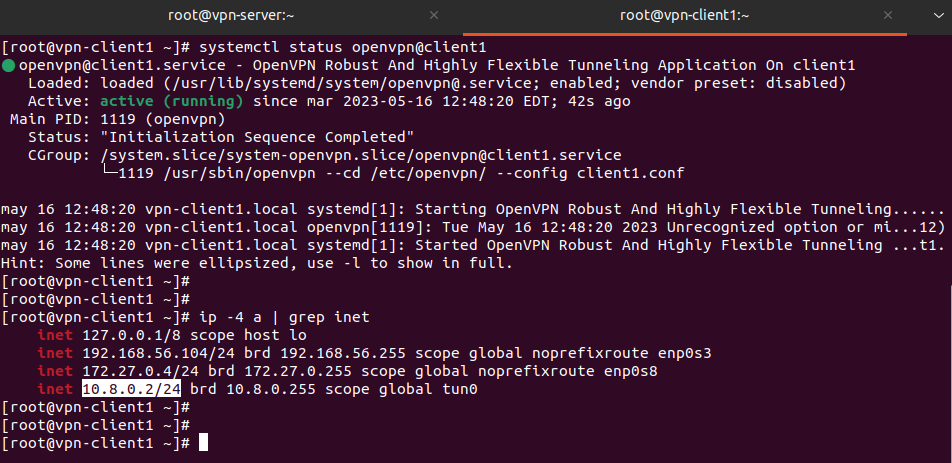 root@vpn-server:~ × root@vpn-client1:~ ×
[root@vpn-client1 ~]# systemctl status openvpn@client1
● openvpn@client1.service - OpenVPN Robust And Highly Flexible Tunneling Application On client1
   Loaded: loaded (/usr/lib/systemd/system/openvpn@.service; enabled; vendor preset: disabled)
   Active: active (running) since mar 2023-05-16 12:48:20 EDT; 42s ago
 Main PID: 1119 (openvpn)
   Status: "Initialization Sequence Completed"
   CGroup: /system.slice/system-openvpn.slice/openvpn@client1.service
           └─1119 /usr/sbin/openvpn --cd /etc/openvpn/ --config client1.conf
may 16 12:48:20 vpn-client1.local systemd[1]: Starting OpenVPN Robust And Highly Flexible Tunneling......
may 16 12:48:20 vpn-client1.local openvpn[1119]: Tue May 16 12:48:20 2023 Unrecognized option or mi...12)
may 16 12:48:20 vpn-client1.local systemd[1]: Started OpenVPN Robust And Highly Flexible Tunneling ...t1.
Hint: Some lines were ellipsized, use -l to show in full.
[root@vpn-client1 ~]#
[root@vpn-client1 ~]#
[root@vpn-client1 ~]# ip -4 a | grep inet
    inet 127.0.0.1/8 scope host lo
    inet 192.168.56.104/24 brd 192.168.56.255 scope global noprefixroute enp0s3
    inet 172.27.0.4/24 brd 172.27.0.255 scope global noprefixroute enp0s8
    inet 10.8.0.2/24 brd 10.8.0.255 scope global tun0
[root@vpn-client1 ~]#
[root@vpn-client1 ~]#
[root@vpn-client1 ~]#